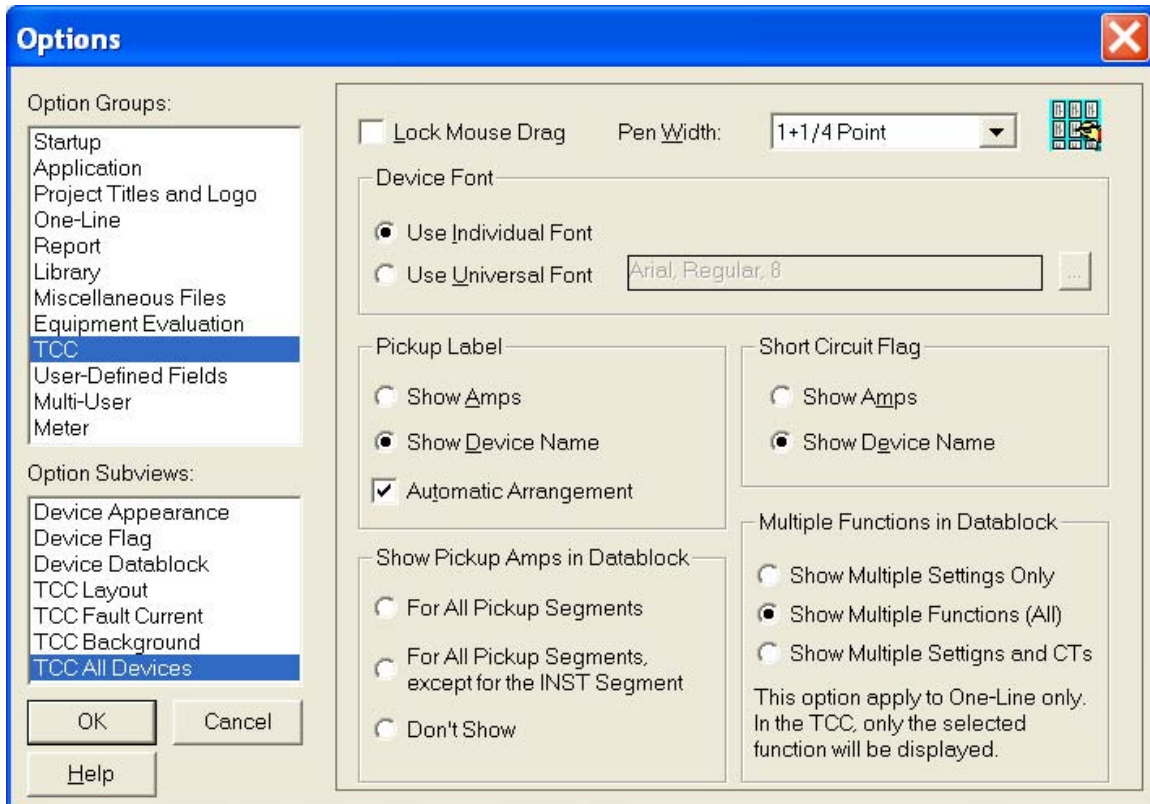 Options
Option Groups:
Startup
Application
Project Titles and Logo
One-Line
Report
Library
Miscellaneous Files
Equipment Evaluation
TCC
User-Defined Fields
Multi-User
Meter
Option Subviews:
Device Appearance
Device Flag
Device Datablock
TCC Layout
TCC Fault Current
TCC Background
TCC All Devices
OK
Cancel
Help
Lock Mouse Drag
Pen Width:
1+1/4 Point
Device Font
Use Individual Font
Use Universal Font
Arial, Regular, 8
...
Pickup Label
Show Amps
Show Device Name
Automatic Arrangement
Short Circuit Flag
Show Amps
Show Device Name
Show Pickup Amps in Datablock
For All Pickup Segments
For All Pickup Segments,
except for the INST Segment
Don't Show
Multiple Functions in Datablock
Show Multiple Settings Only
Show Multiple Functions (All)
Show Multiple Settigns and CTs
This option apply to One-Line only.
In the TCC, only the selected
function will be displayed.